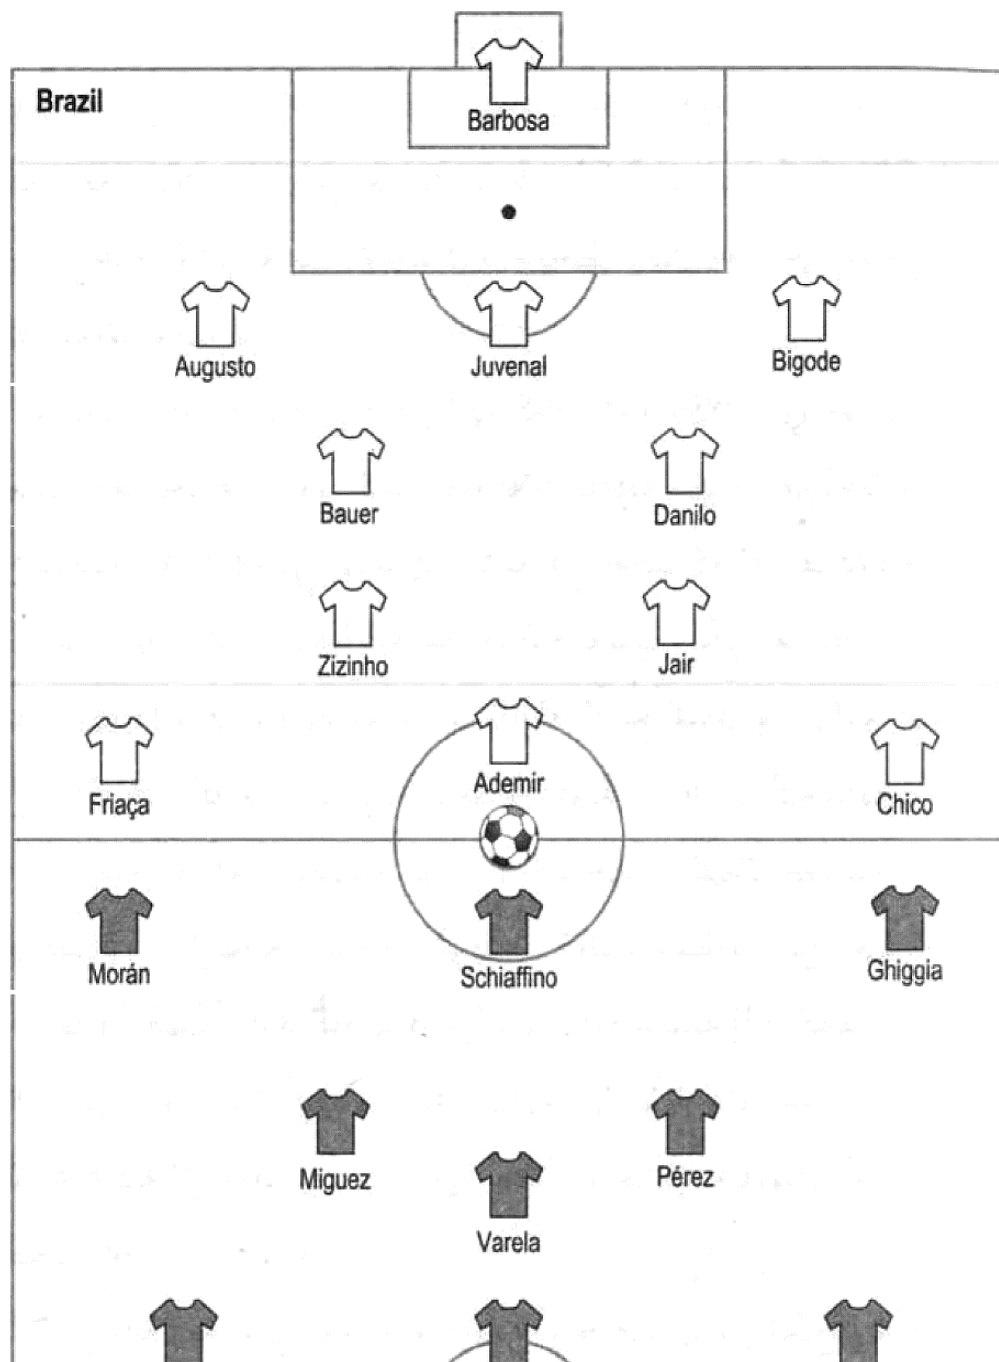 Brazil
Barbosa
Augusto
Juvenal
Bigode
Bauer
Danilo
Zizinho
Jair
Friaça
Ademir
Chico
Morán
Schiaffino
Ghiggia
Miguez
Pérez
Varela